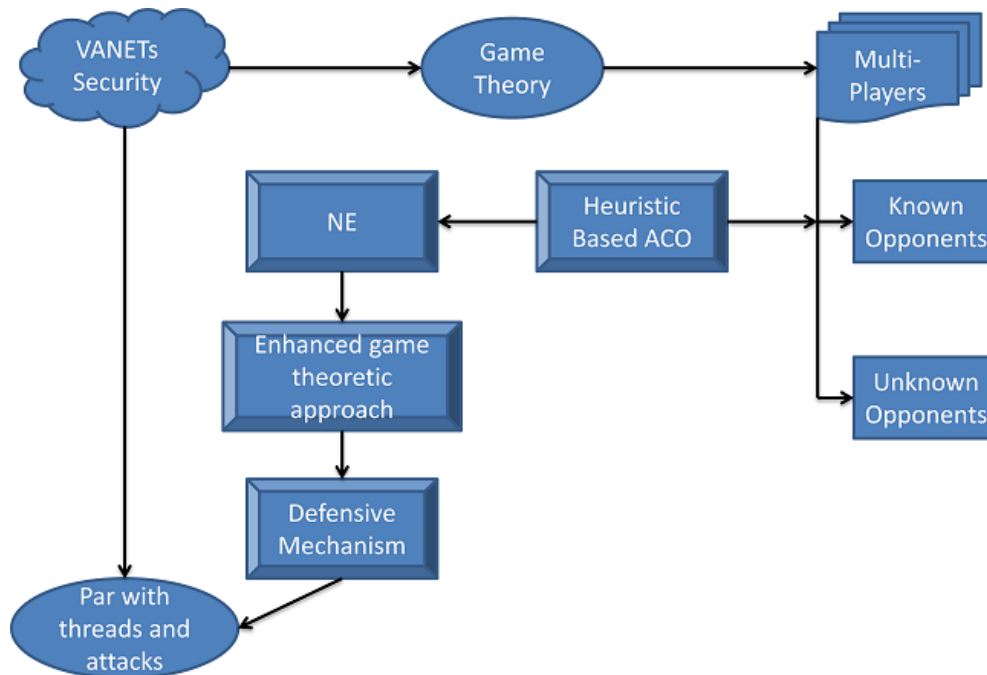 VANETs
Security
Game
Theory
Multi-
Players
NE
Heuristic
Based ACO
Known
Opponents
Enhanced game
theoretic
approach
Unknown
Opponents
Defensive
Mechanism
Par with
threads and
attacks